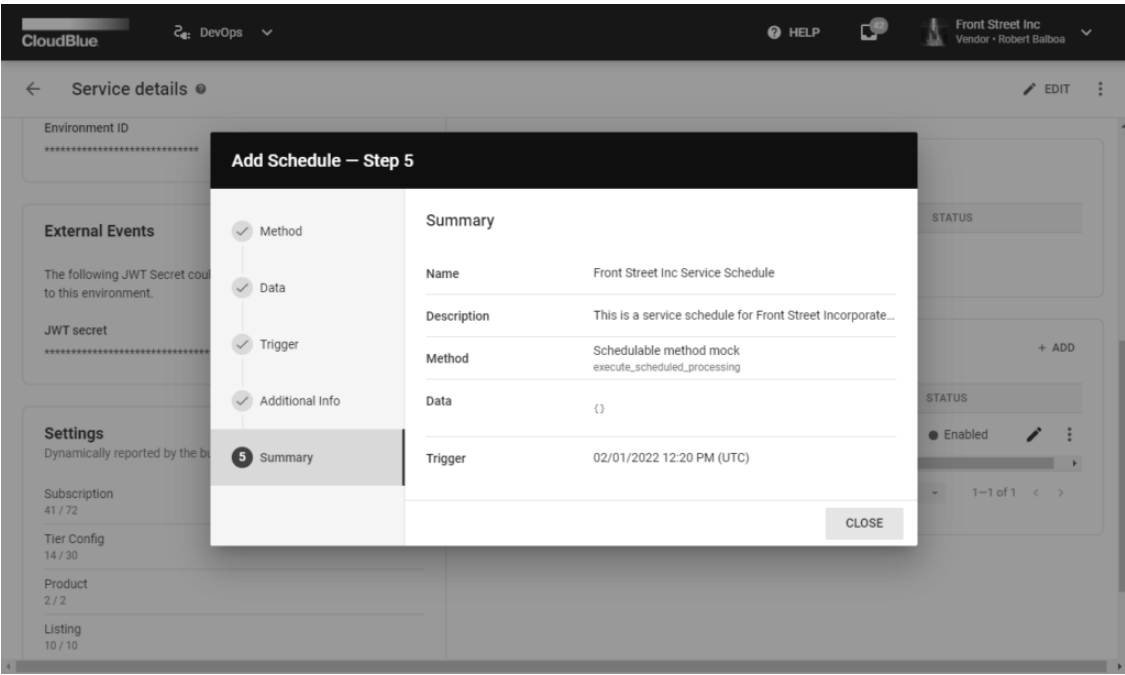 CloudBlue
DevOps
HELP
42
Front Street Inc
Vendor • Robert Balboa
Service details
EDIT
Environment ID
*****************************
External Events
The following JWT Secret coul
to this environment.
JWT secret
*******************************
Settings
Dynamically reported by the bu
Subscription
41 / 72
Tier Config
14 / 30
Product
2 / 2
Listing
10 / 10
Add Schedule — Step 5
Method
Data
Trigger
Additional Info
5 Summary
Summary
Name Front Street Inc Service Schedule
Description This is a service schedule for Front Street Incorporate...
Method Schedulable method mock
execute_scheduled_processing
Data {}
Trigger 02/01/2022 12:20 PM (UTC)
CLOSE
STATUS
+ ADD
STATUS
Enabled
1–1 of 1